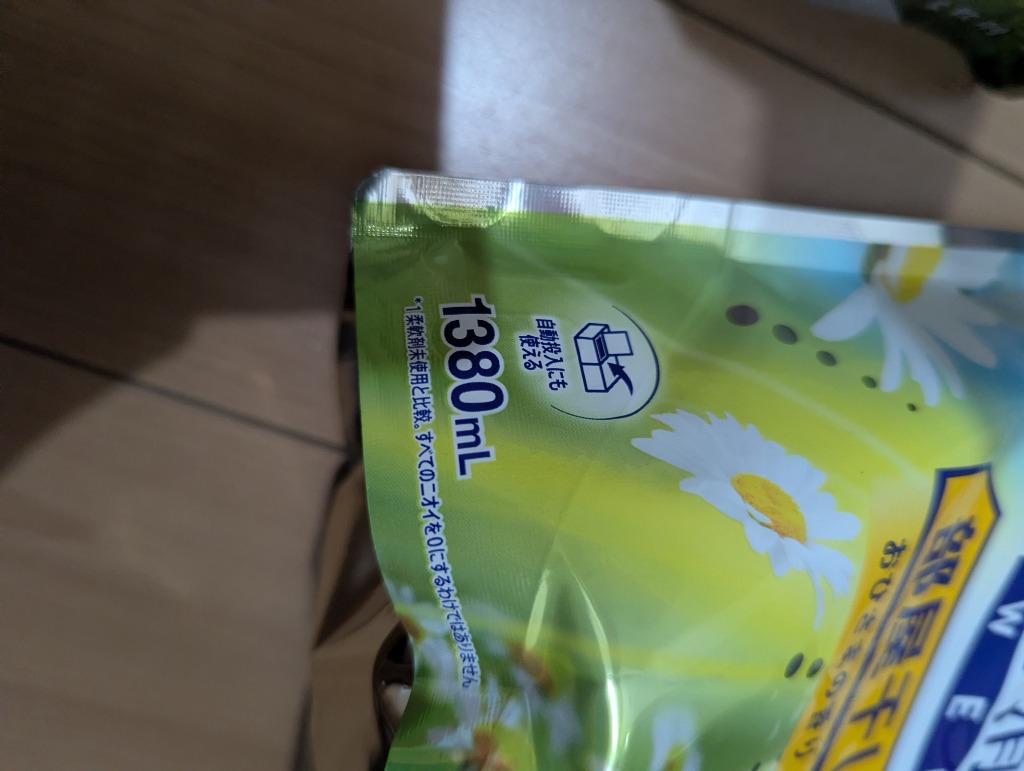 部屋干
おひさまの香り
W E
自動投入にも
使える
1380mL
*1 柔軟剤未使用と比較。すべてのニオイを0にするわけではありません。